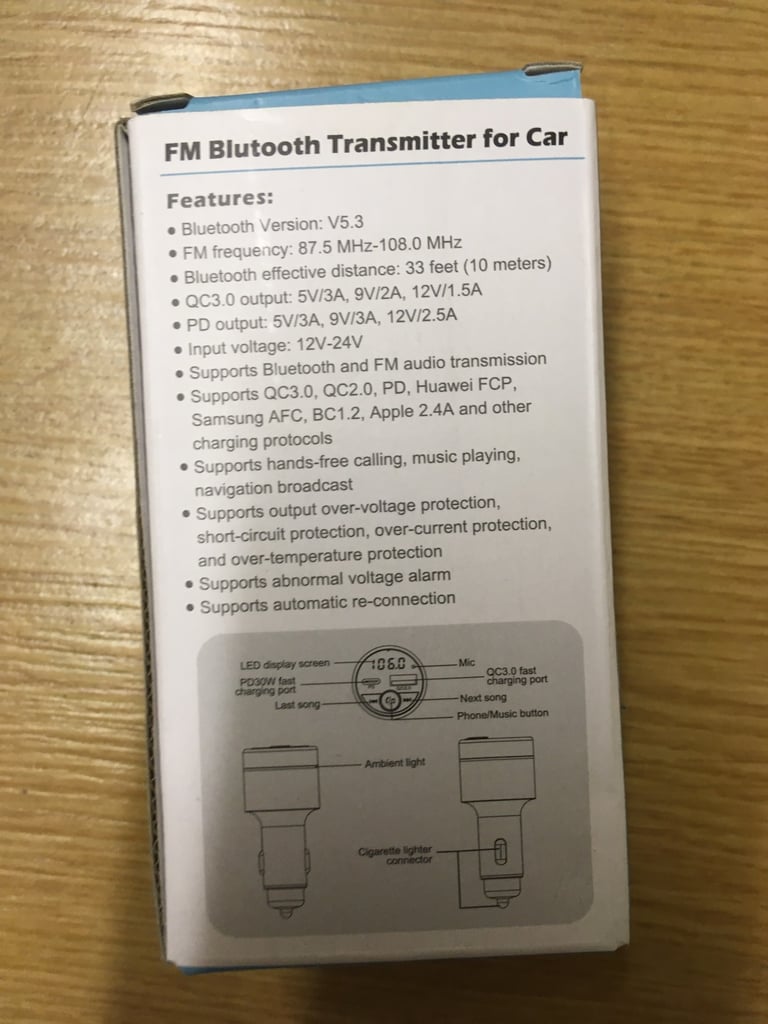 FM Blutooth Transmitter for Car
Features:
• Bluetooth Version: V5.3
• FM frequency: 87.5 MHz-108.0 MHz
• Bluetooth effective distance: 33 feet (10 meters)
• QC3.0 output: 5V/3A, 9V/2A, 12V/1.5A
• PD output: 5V/3A, 9V/3A, 12V/2.5A
• Input voltage: 12V-24V
• Supports Bluetooth and FM audio transmission
• Supports QC3.0, QC2.0, PD, Huawei FCP,
Samsung AFC, BC1.2, Apple 2.4A and other
charging protocols
• Supports hands-free calling, music playing,
navigation broadcast
• Supports output over-voltage protection,
short-circuit protection, over-current protection,
and over-temperature protection
• Supports abnormal voltage alarm
• Supports automatic re-connection
LED display screen
106.0
Mic
PD30W fast
charging port
QC3.0 fast
charging port
Last song
Next song
Phone/Music button
Ambient light
Cigarette lighter
connector